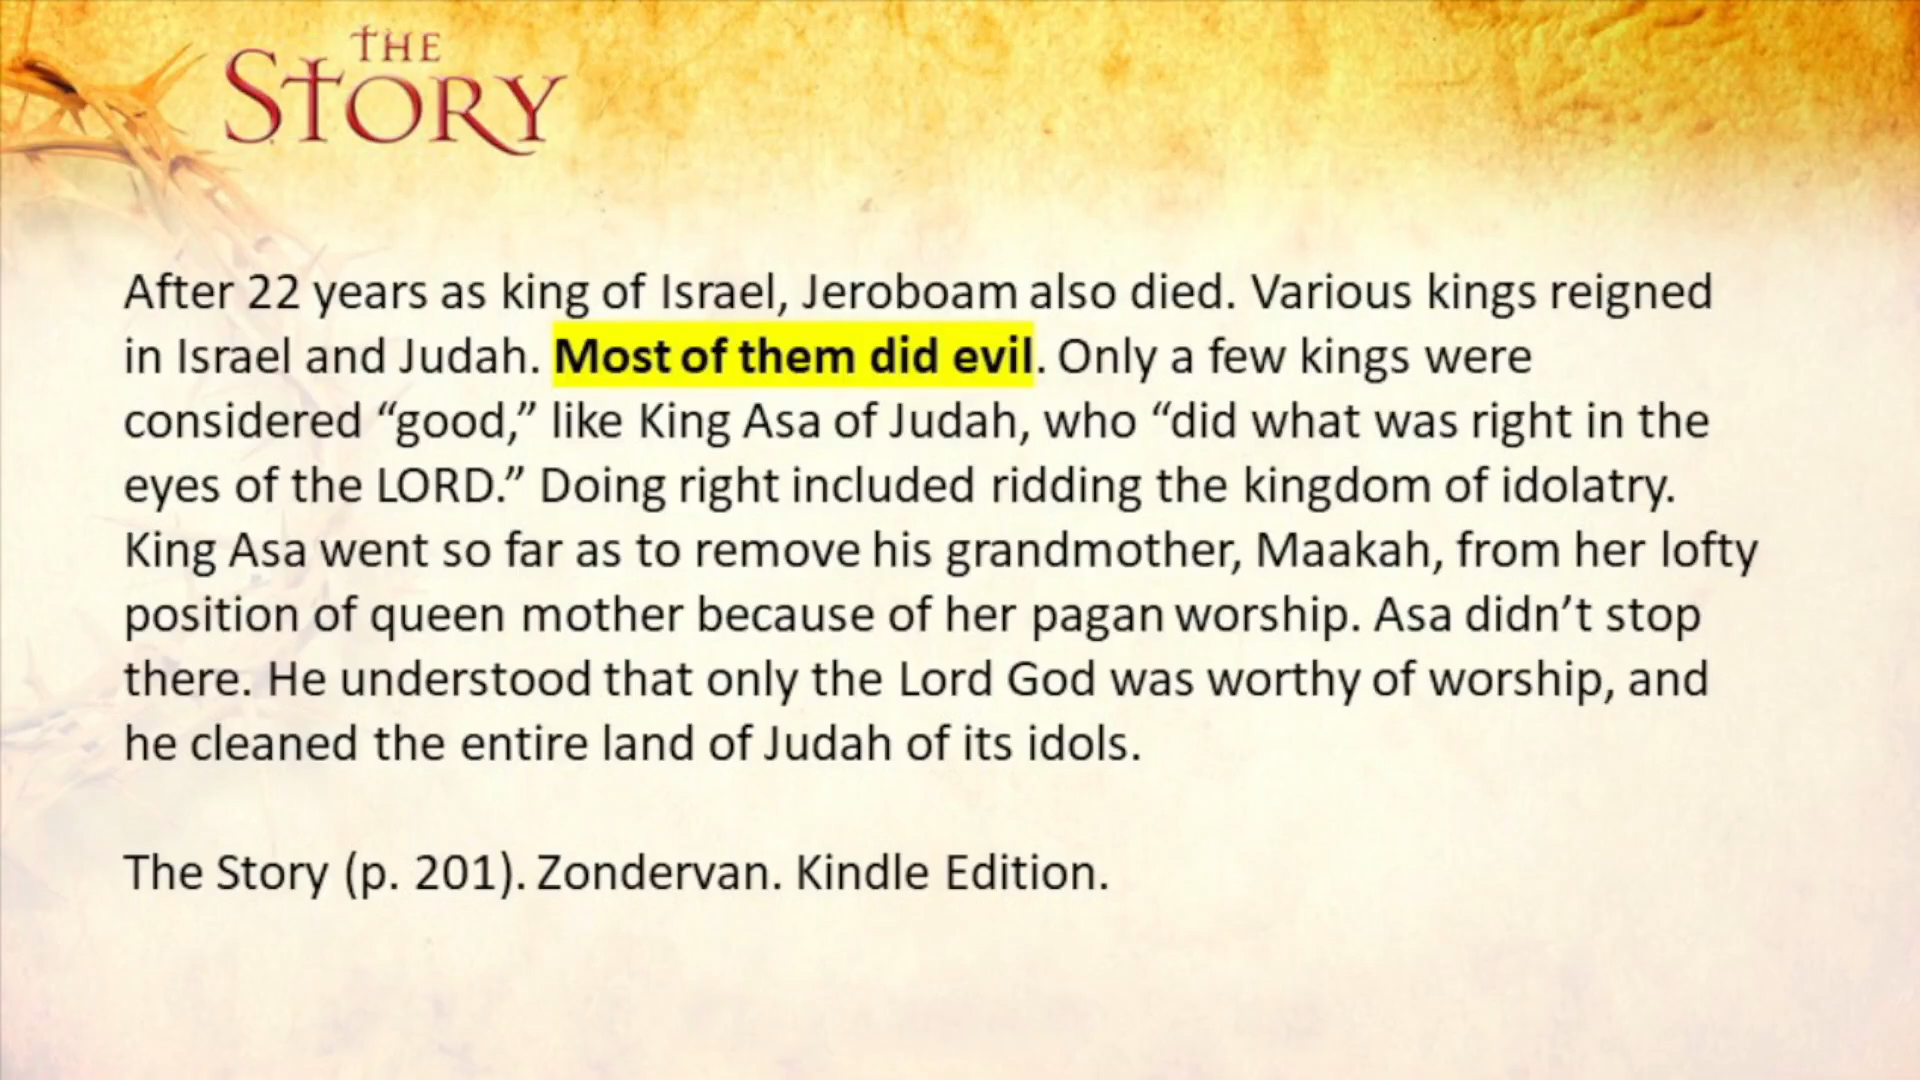 THE
STORY
After 22 years as king of Israel, Jeroboam also died. Various kings reigned
in Israel and Judah. Most of them did evil. Only a few kings were
considered “good,” like King Asa of Judah, who “did what was right in the
eyes of the LORD.” Doing right included ridding the kingdom of idolatry.
King Asa went so far as to remove his grandmother, Maakah, from her lofty
position of queen mother because of her pagan worship. Asa didn’t stop
there. He understood that only the Lord God was worthy of worship, and
he cleaned the entire land of Judah of its idols.
The Story (p. 201). Zondervan. Kindle Edition.